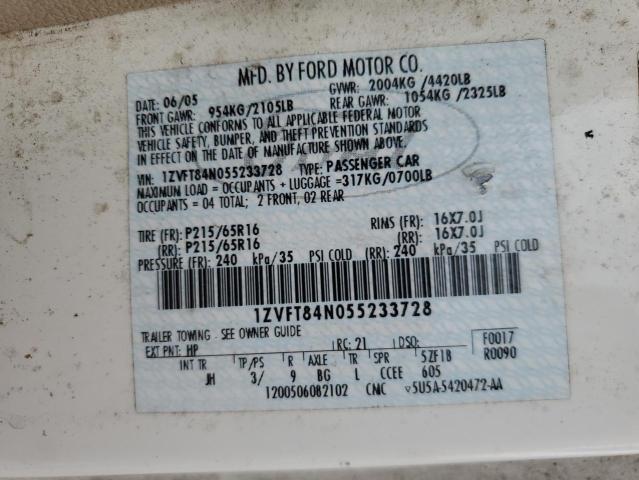 MFD. BY FORD MOTOR CO.
DATE: 06/05 GVWR: 2004KG /4420LB
FRONT GAWR: 954KG/2105LB REAR GAWR: 1054KG /2325LB
THIS VEHICLE CONFORMS TO ALL APPLICABLE FEDERAL MOTOR
VEHICLE SAFETY, BUMPER, AND THEFT PREVENTION STANDARDS
IN EFFECT ON THE DATE OF MANUFACTURE SHOWN ABOVE.
VIN: 1ZVFT84N055233728 TYPE: PASSENGER CAR
MAXIMUM LOAD = OCCUPANTS + LUGGAGE =317KG/0700LB
OCCUPANTS = 04 TOTAL; 2 FRONT, 02 REAR
TIRE (FR): P215/65R16 RIMS (FR): 16X7.0J
(RR): P215/65R16 (RR): 16X7.0J
PRESSURE (FR): 240 kPa/35 PSI COLD (RR): 240 kPa/35 PSI COLD
1ZVFT84N055233728
TRAILER TOWING - SEE OWNER GUIDE
EXT PNT: HP RC: 21 DSO: F0017
INT TR TP/PS R AXLE TR SPR 5ZF1B R0090
JH 3/ 9 BG L CCEE 605
1200506082102 CNC ▽5U5A-5420472-AA